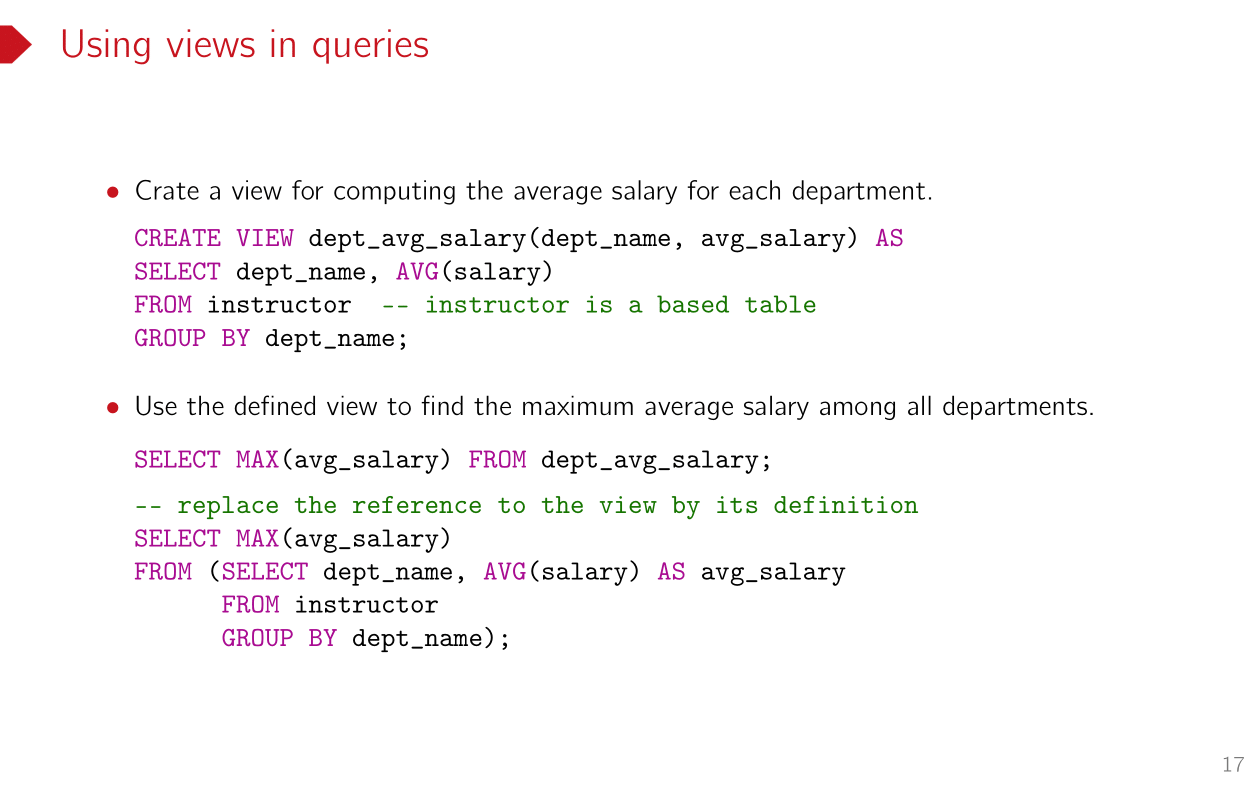 Using views in queries
• Crate a view for computing the average salary for each department.
CREATE VIEW dept_avg_salary(dept_name, avg_salary) AS
SELECT dept_name, AVG(salary)
FROM instructor  -- instructor is a based table
GROUP BY dept_name;
• Use the defined view to find the maximum average salary among all departments.
SELECT MAX(avg_salary) FROM dept_avg_salary;
-- replace the reference to the view by its definition
SELECT MAX(avg_salary)
FROM (SELECT dept_name, AVG(salary) AS avg_salary
      FROM instructor
      GROUP BY dept_name);
17